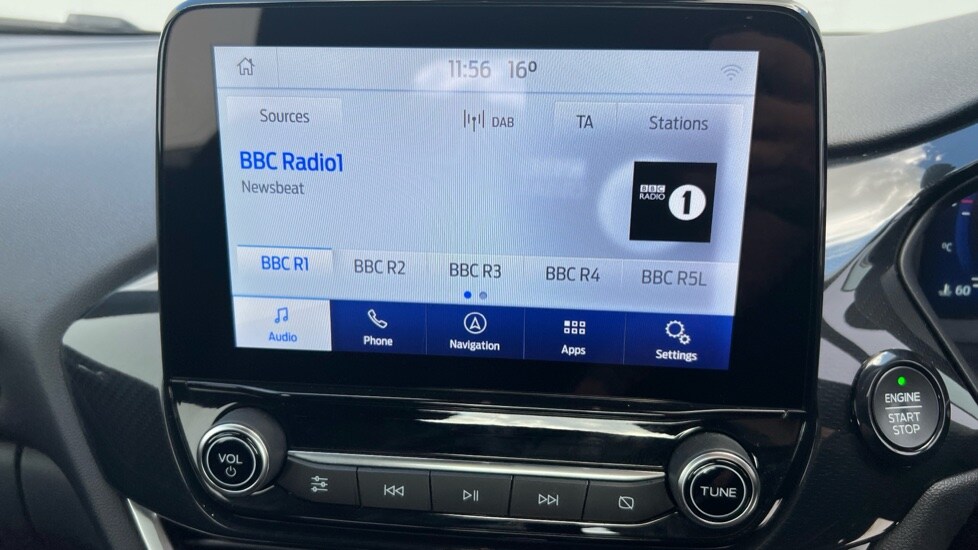 11:56 16°
Sources DAB TA Stations
BBC Radio1
Newsbeat
BBC RADIO 1
BBC R1 BBC R2 BBC R3 BBC R4 BBC R5L
Audio Phone Navigation Apps Settings
°C
60
ENGINE
START
STOP
VOL
TUNE